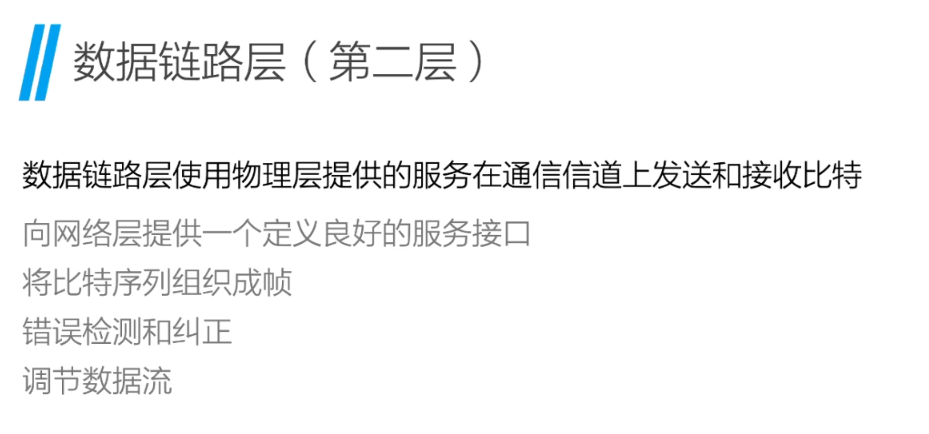 数据链路层（第二层）
数据链路层使用物理层提供的服务在通信信道上发送和接收比特
向网络层提供一个定义良好的服务接口
将比特序列组织成帧
错误检测和纠正
调节数据流